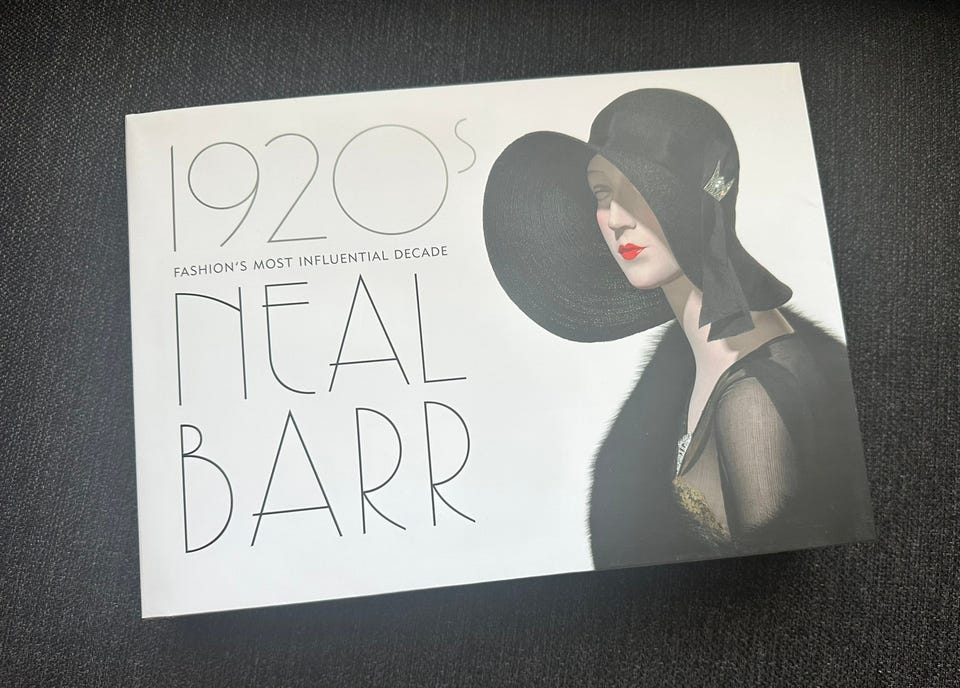 1920s
FASHION'S MOST INFLUENTIAL DECADE
NEAL
BARR